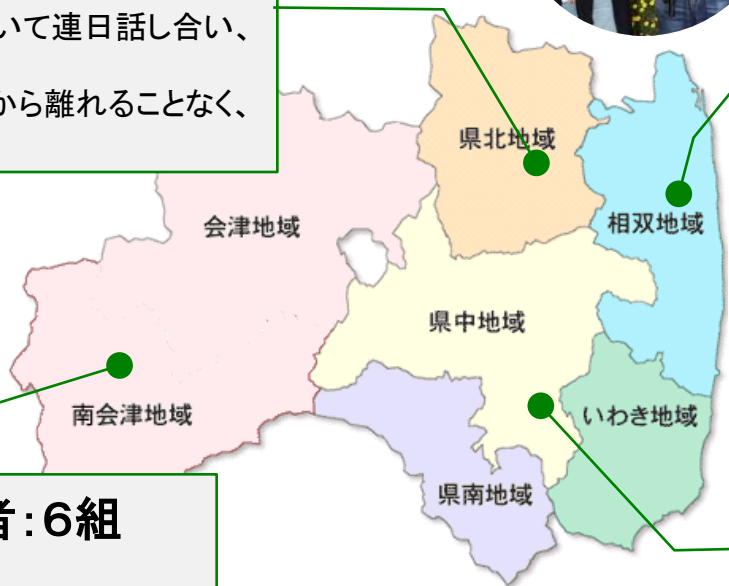 いて連日話し合い、
から離れることなく、
県北地域
会津地域
相双地域
県中地域
南会津地域
いわき地域
県南地域
者：６組